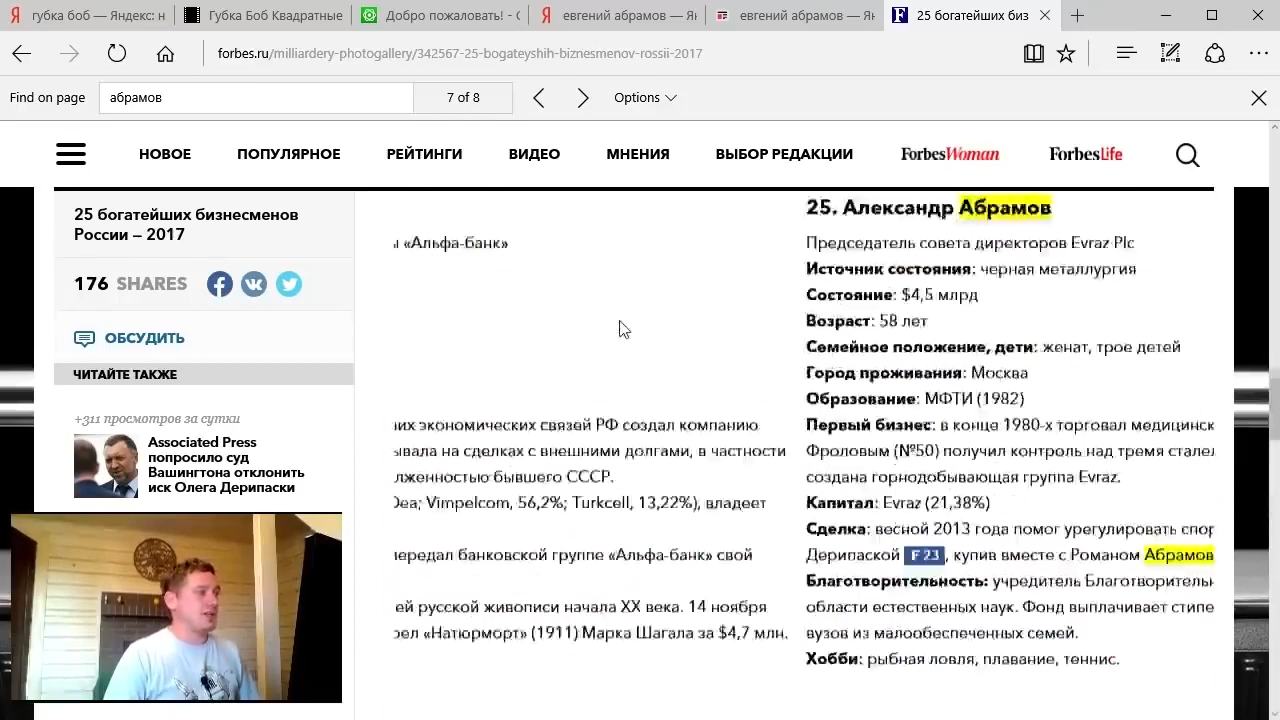 губка боб — Яндекс н
Губка Боб Квадратные
Добро пожаловать! - С
евгений абрамов — Ян
евгений абрамов — Ян
25 богатейших биз
forbes.ru/milliardery-photogallery/342567-25-bogateyshih-biznesmenov-rossii-2017
Find on page
абрамов
7 of 8
Options
НОВОЕ
ПОПУЛЯРНОЕ
РЕЙТИНГИ
ВИДЕО
МНЕНИЯ
ВЫБОР РЕДАКЦИИ
ForbesWoman
ForbesLife
25 богатейших бизнесменов
России – 2017
176 SHARES
ОБСУДИТЬ
ЧИТАЙТЕ ТАКЖЕ
+311 просмотров за сутки
Associated Press
попросило суд
Вашингтона отклонить
иск Олега Дерипаски
ы «Альфа-банк»
их экономических связей РФ создал компанию
ывала на сделках с внешними долгами, в частности
лженностью бывшего СССР.
Dea; Vimpelcom, 56,2%; Turkcell, 13,22%), владеет
передал банковской группе «Альфа-банк» свой
ей русской живописи начала XX века. 14 ноября
рел «Натюрморт» (1911) Марка Шагала за $4,7 млн.
25. Александр Абрамов
Председатель совета директоров Evraz Plc
Источник состояния: черная металлургия
Состояние: $4,5 млрд
Возраст: 58 лет
Семейное положение, дети: женат, трое детей
Город проживания: Москва
Образование: МФТИ (1982)
Первый бизнес: в конце 1980-х торговал медицинск
Фроловым (№50) получил контроль над тремя сталел
создана горнодобывающая группа Evraz.
Капитал: Evraz (21,38%)
Сделка: весной 2013 года помог урегулировать спор
Дерипаской F 23, купив вместе с Романом Абрамов
Благотворительность: учредитель Благотворительн
области естественных наук. Фонд выплачивает стипе
вузов из малообеспеченных семей.
Хобби: рыбная ловля, плавание, теннис.